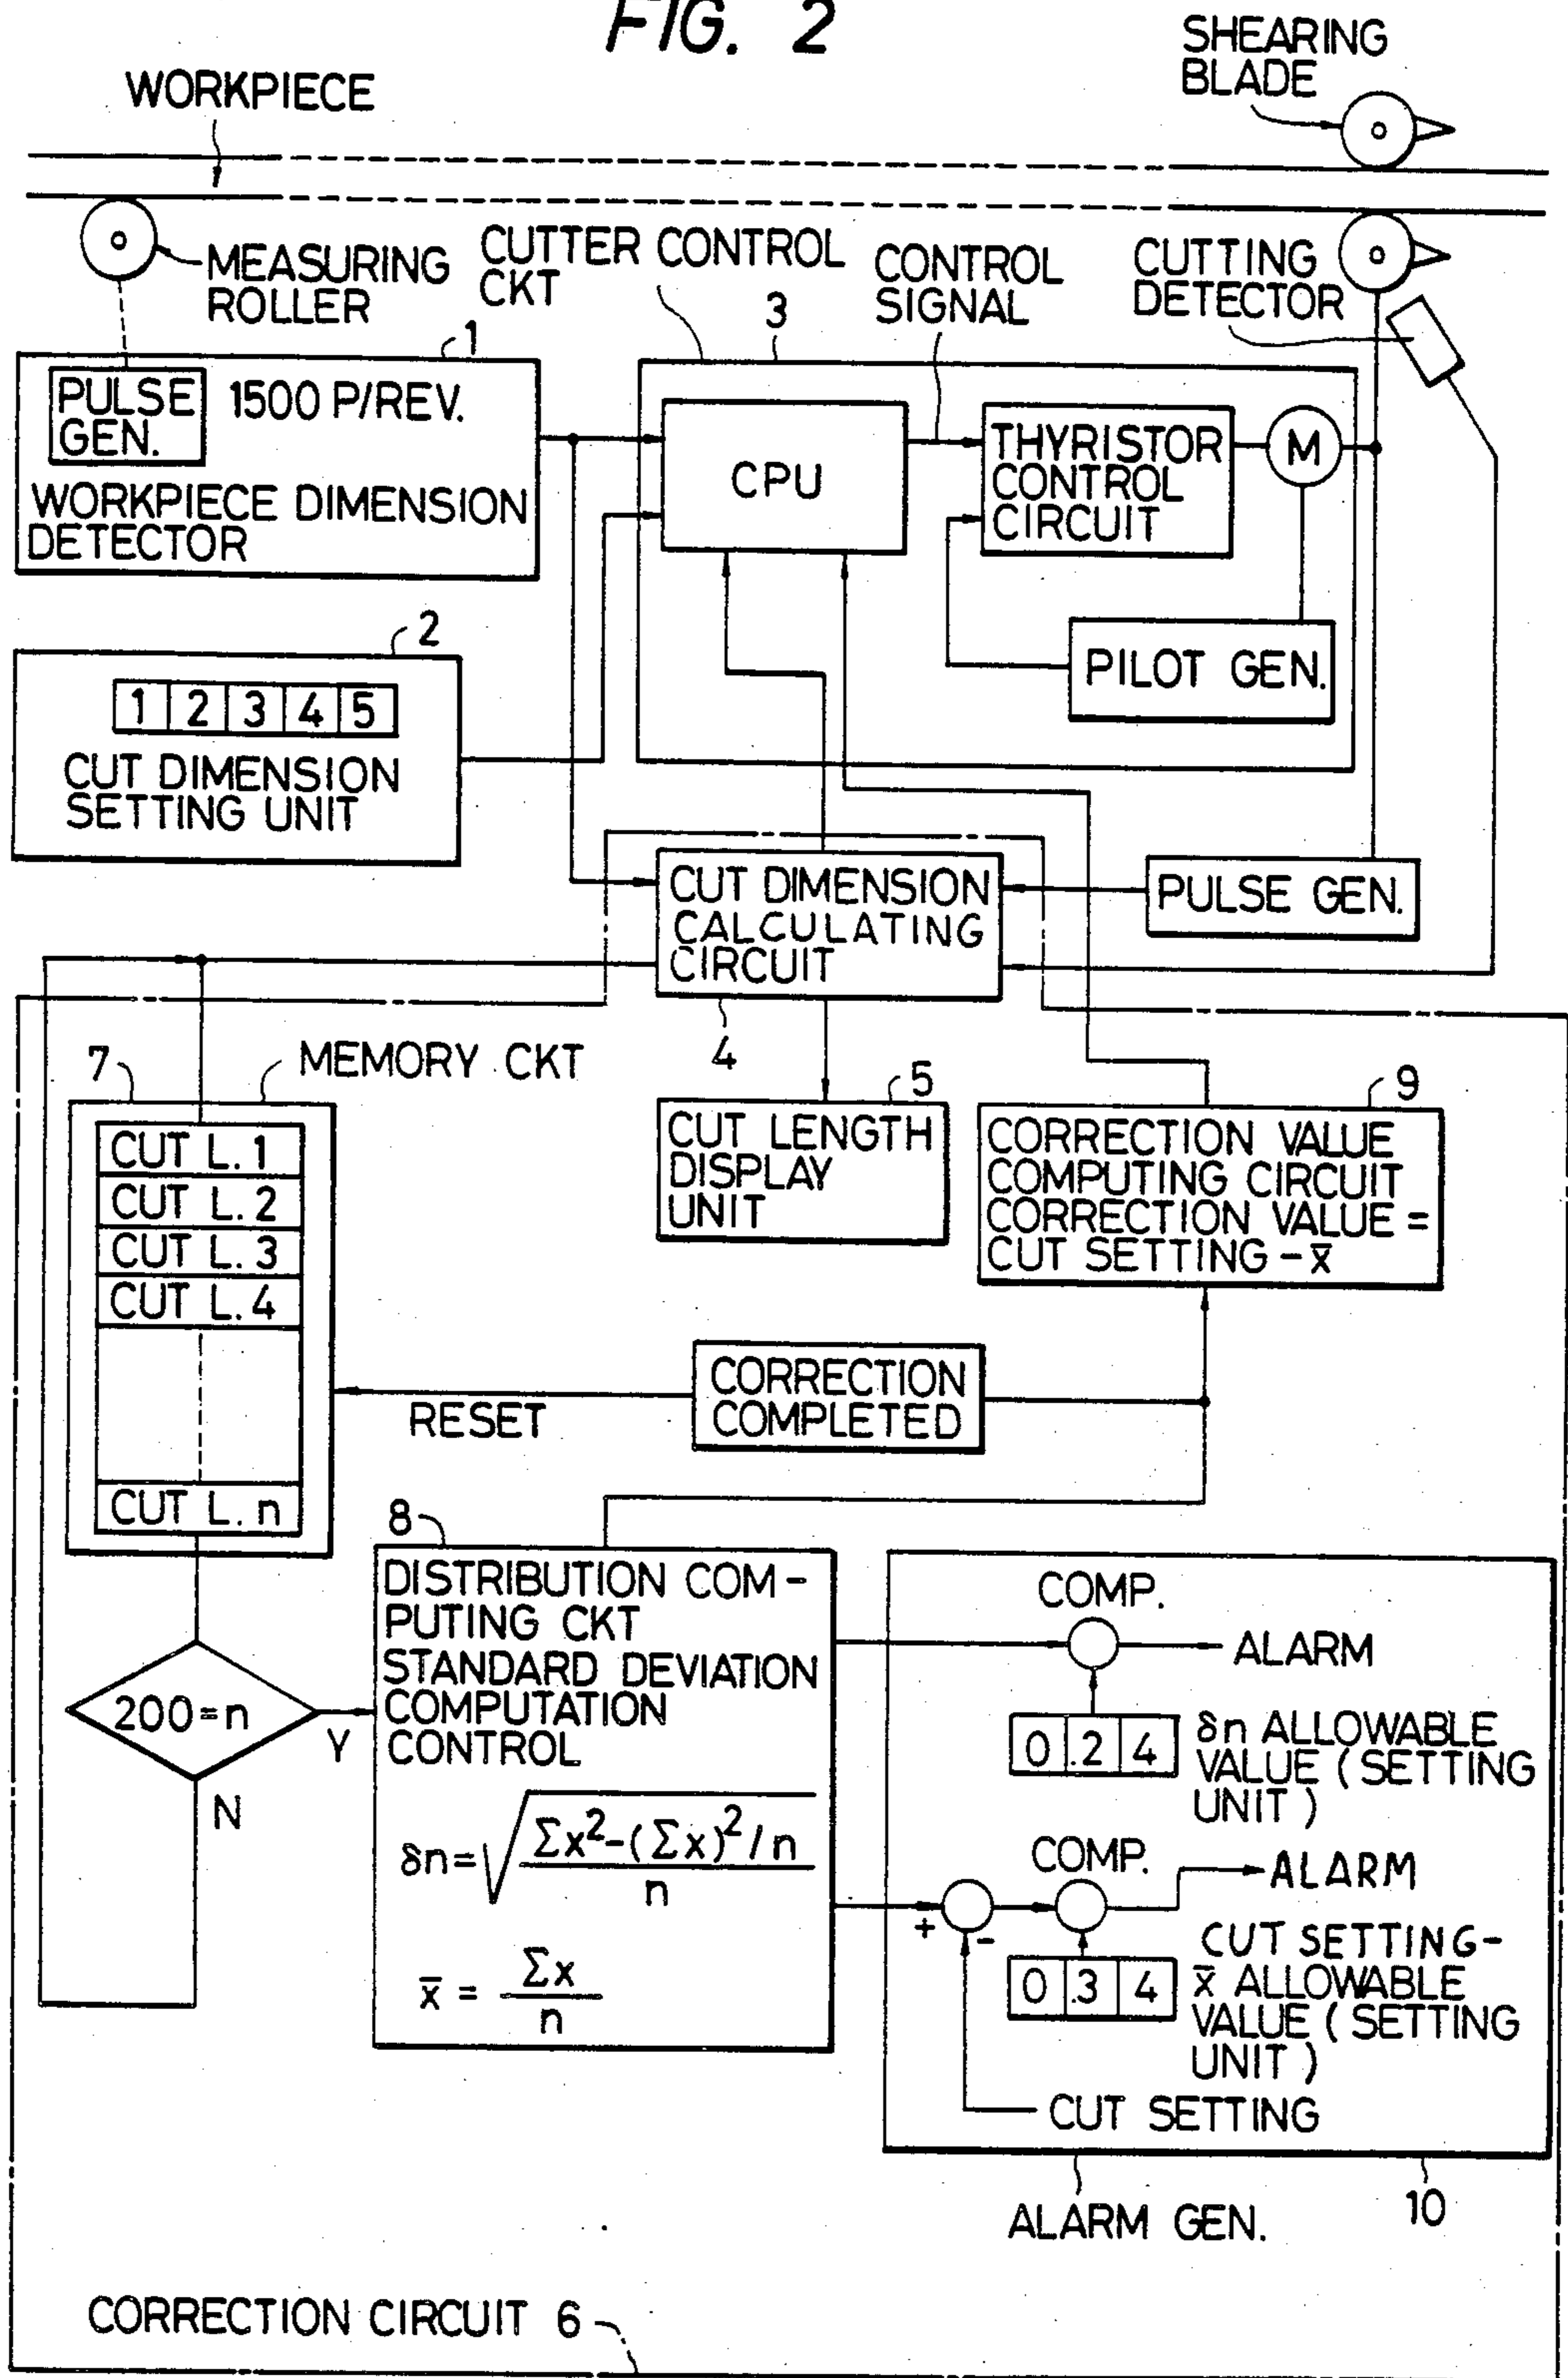 FIG. 2
SHEARING
BLADE
WORKPIECE
MEASURING
ROLLER
CUTTER CONTROL
CKT
3
CONTROL
SIGNAL
CUTTING
DETECTOR
1
PULSE
GEN.
1500 P/REV.
WORKPIECE DIMENSION
DETECTOR
CPU
THYRISTOR
CONTROL
CIRCUIT
M
PILOT GEN.
2
1 2 3 4 5
CUT DIMENSION
SETTING UNIT
CUT DIMENSION
CALCULATING
CIRCUIT
4
PULSE GEN.
7
MEMORY CKT
CUT L. 1
CUT L. 2
CUT L. 3
CUT L. 4
CUT L. n
5
CUT LENGTH
DISPLAY
UNIT
9
CORRECTION VALUE
COMPUTING CIRCUIT
CORRECTION VALUE =
CUT SETTING - x̄
CORRECTION
COMPLETED
RESET
200=n
Y
N
8
DISTRIBUTION COM-
PUTING CKT
STANDARD DEVIATION
COMPUTATION
CONTROL
δn=√(Σx²-(Σx)²/n)/n
x̄ = Σx/n
COMP.
ALARM
0 .2 4
δn ALLOWABLE
VALUE (SETTING
UNIT)
COMP.
ALARM
+ -
0 .3 4
CUT SETTING-
x̄ ALLOWABLE
VALUE (SETTING
UNIT)
CUT SETTING
ALARM GEN.
10
CORRECTION CIRCUIT 6